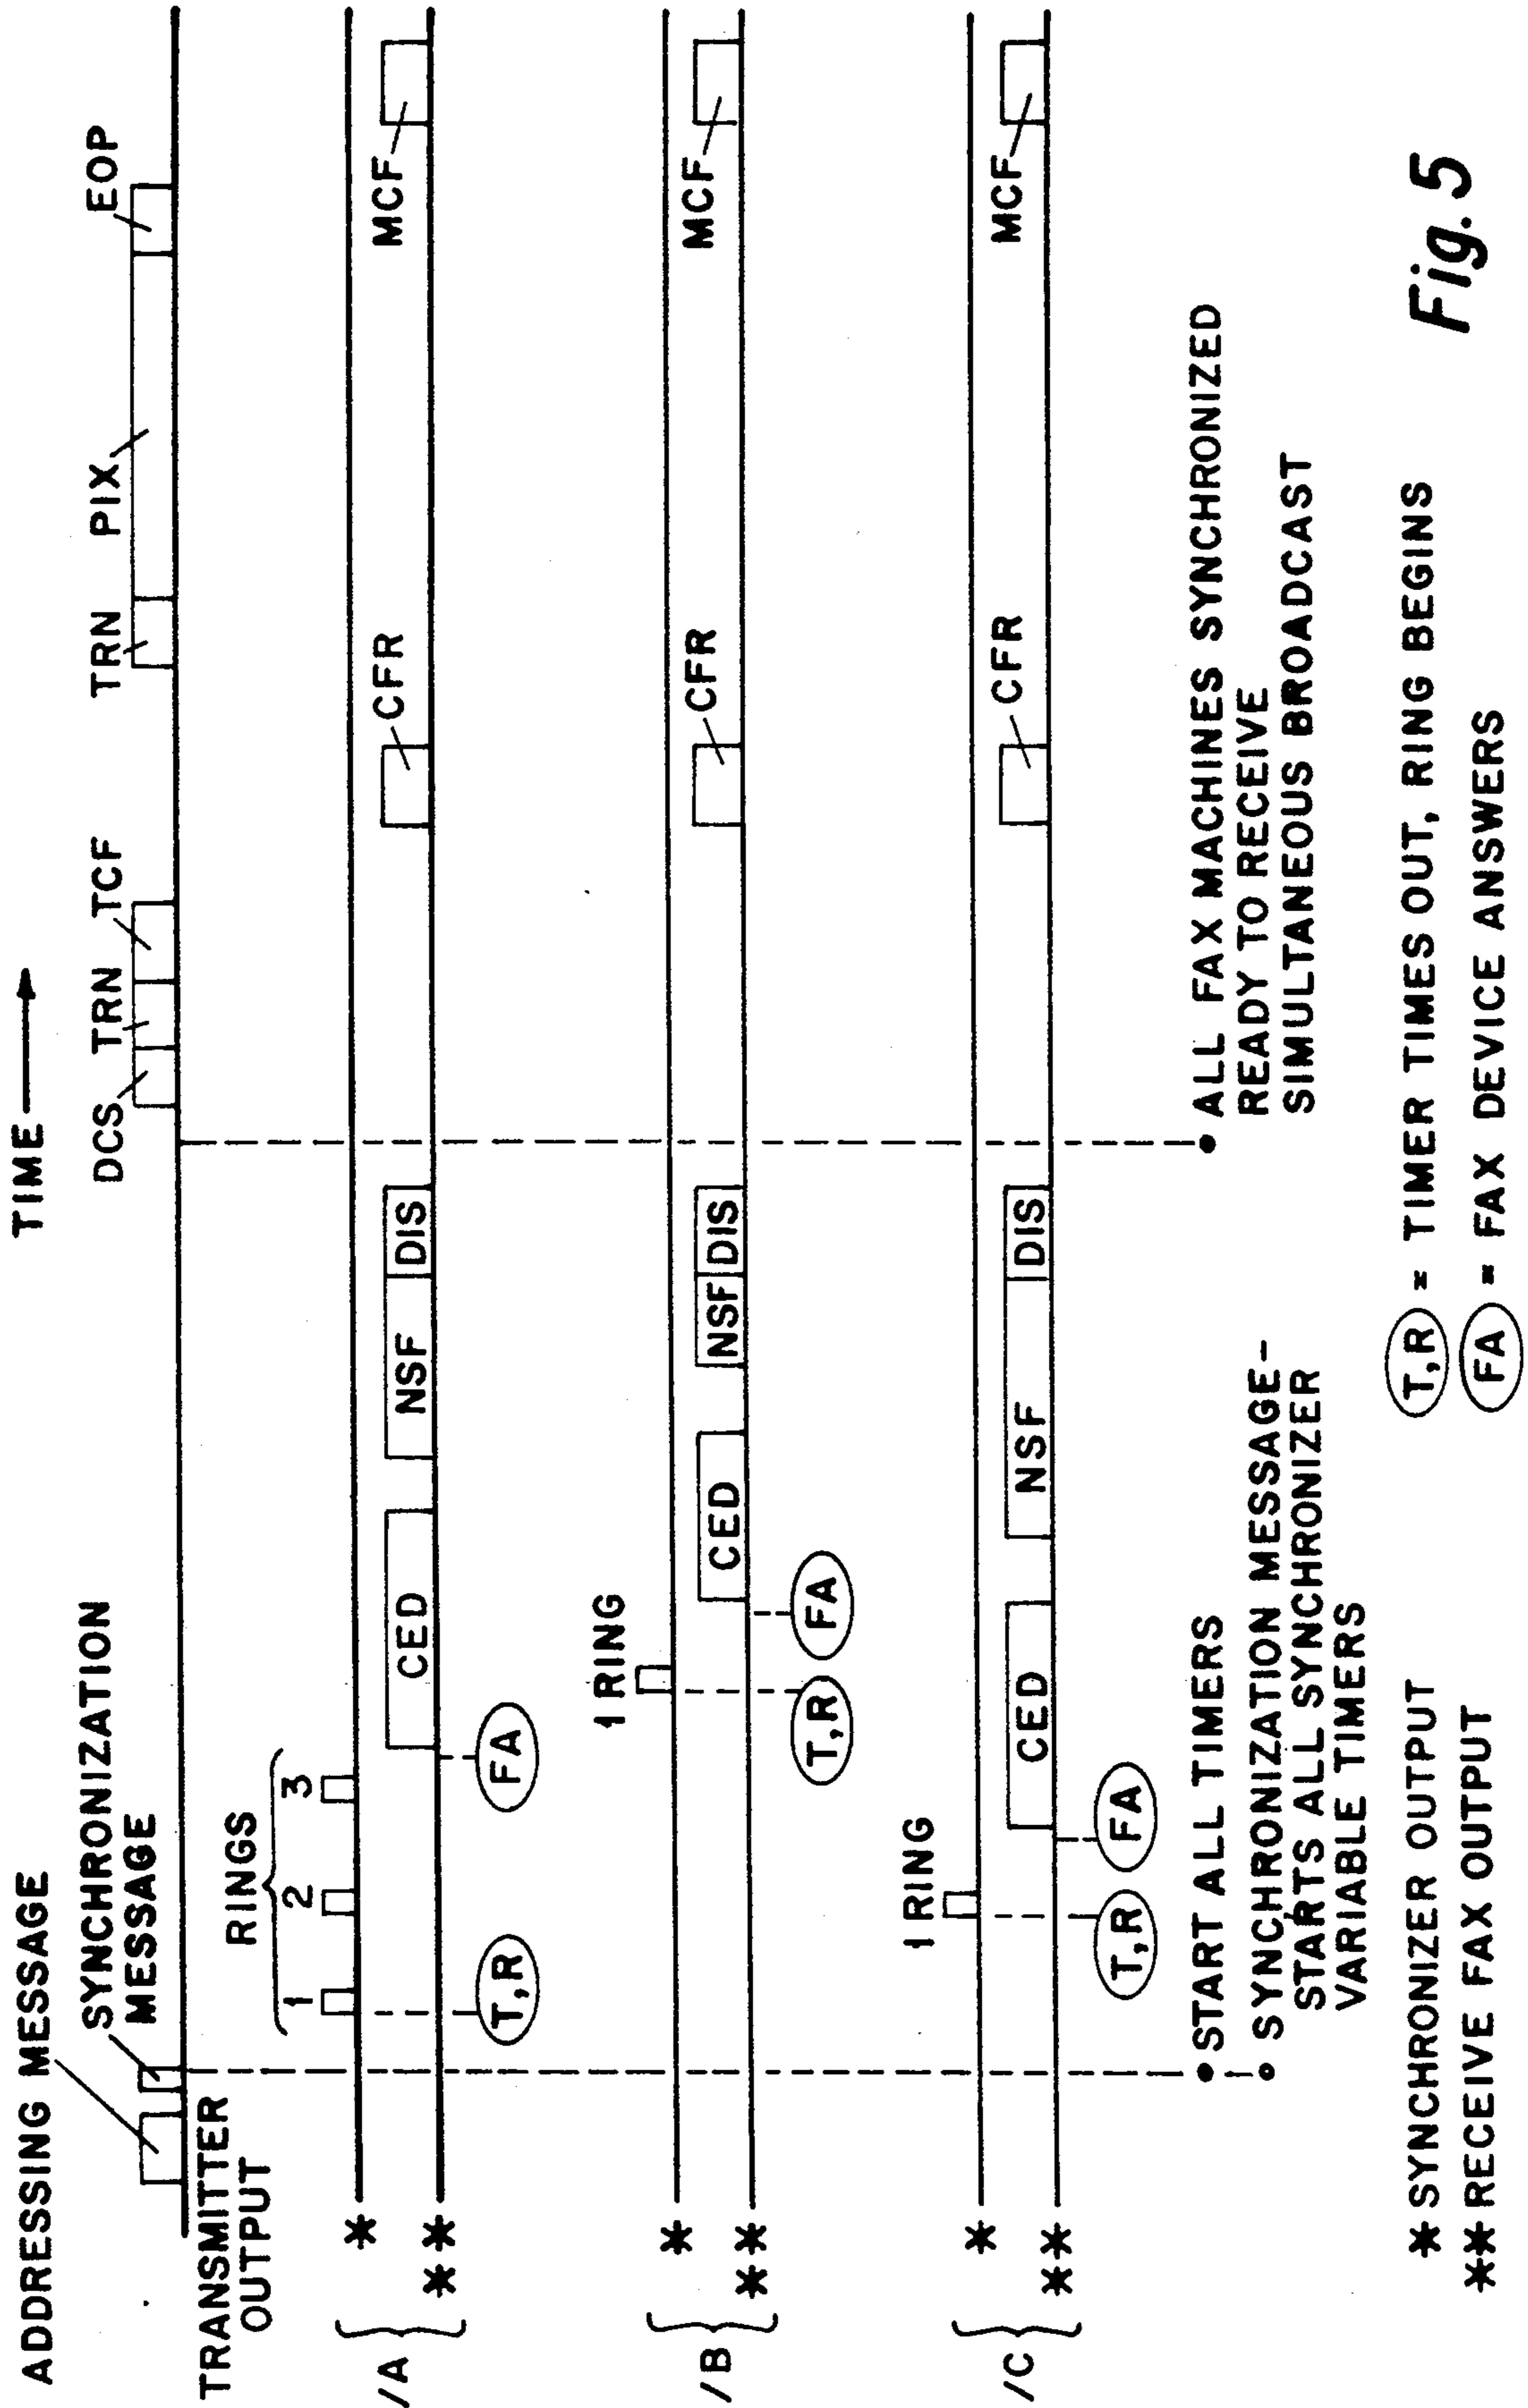 TIME
ADDRESSING MESSAGE
SYNCHRONIZATION
MESSAGE
DCS TRN TCF
TRN PIX EOP
TRANSMITTER
OUTPUT
RINGS
1 2 3
/A
*
**
T,R
FA
CED
NSF DIS
CFR
MCF
1 RING
/B
*
**
T,R
FA
CED
NSF DIS
CFR
MCF
1 RING
/C
*
**
T,R
FA
CED
NSF DIS
CFR
MCF
• START ALL TIMERS
• SYNCHRONIZATION MESSAGE-
STARTS ALL SYNCHRONIZER
VARIABLE TIMERS
• ALL FAX MACHINES SYNCHRONIZED
READY TO RECEIVE
SIMULTANEOUS BROADCAST
* SYNCHRONIZER OUTPUT
** RECEIVE FAX OUTPUT
T,R = TIMER TIMES OUT, RING BEGINS
FA = FAX DEVICE ANSWERS
Fig. 5